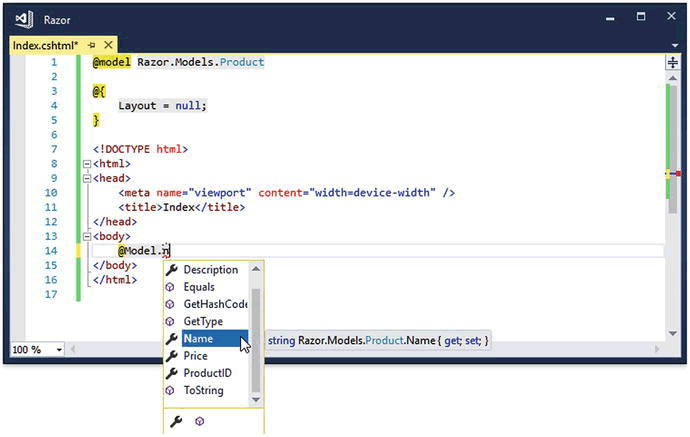 Razor
Index.cshtml*
1 @model Razor.Models.Product
2
3 @{
4 Layout = null;
5 }
6
7 <!DOCTYPE html>
8 <html>
9 <head>
10 <meta name="viewport" content="width=device-width" />
11 <title>Index</title>
12 </head>
13 <body>
14 @Model.n
15 </body>
16 </html>
17
Description
Equals
GetHashCode
GetType
Name string Razor.Models.Product.Name { get; set; }
Price
ProductID
ToString
100 %